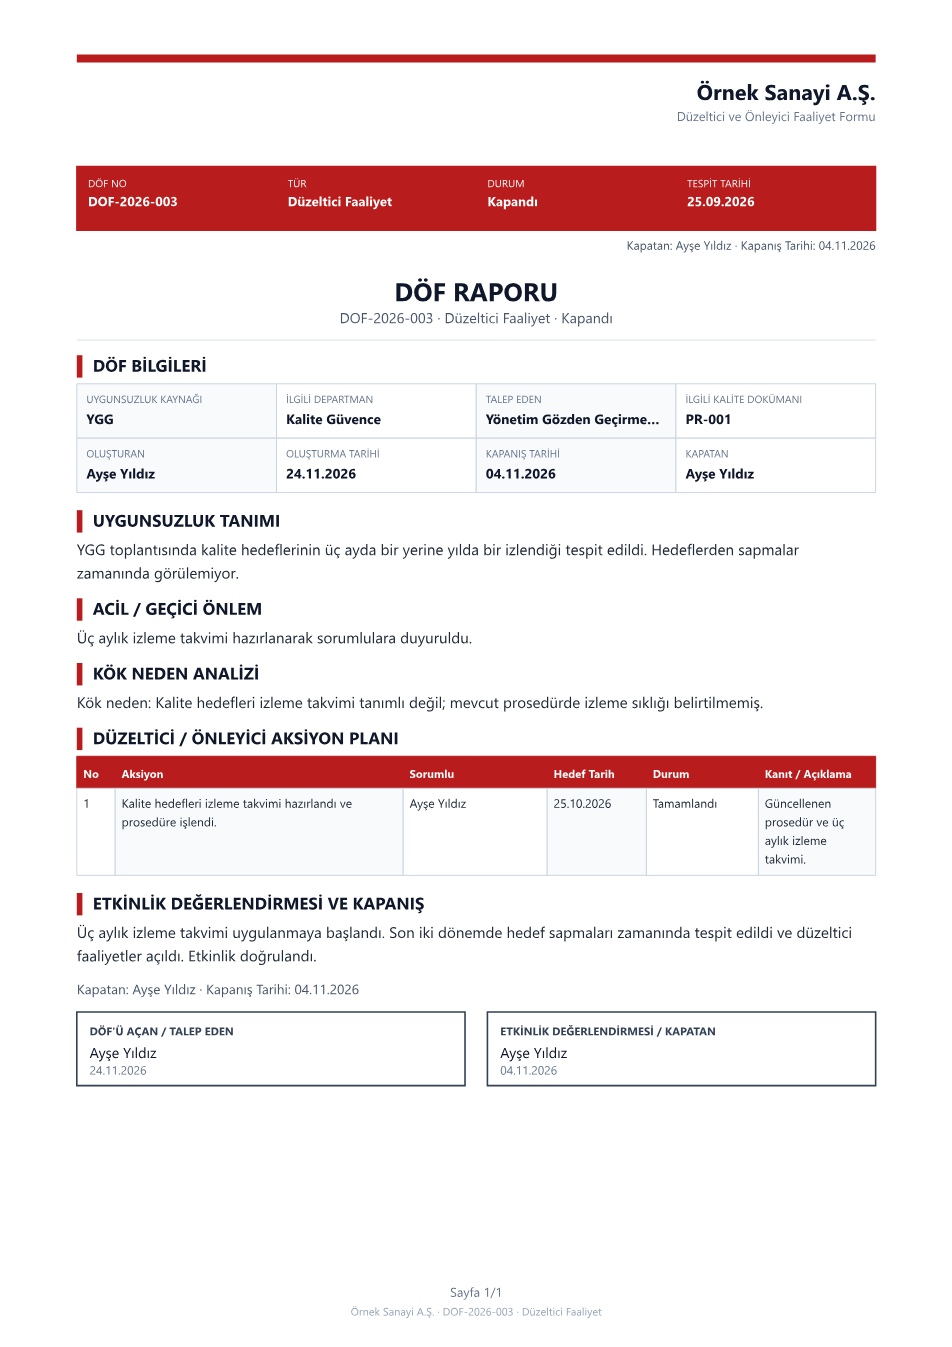 Örnek Sanayi A.Ş.
Düzeltici ve Önleyici Faaliyet Formu
DÖF NO
DOF-2026-003
TÜR
Düzeltici Faaliyet
DURUM
Kapandı
TESPİT TARİHİ
25.09.2026
Kapatan: Ayşe Yıldız · Kapanış Tarihi: 04.11.2026
DÖF RAPORU
DOF-2026-003 · Düzeltici Faaliyet · Kapandı
DÖF BİLGİLERİ
UYGUNSUZLUK KAYNAĞI
YGG
İLGİLİ DEPARTMAN
Kalite Güvence
TALEP EDEN
Yönetim Gözden Geçirme...
İLGİLİ KALİTE DOKÜMANI
PR-001
OLUŞTURAN
Ayşe Yıldız
OLUŞTURMA TARİHİ
24.11.2026
KAPANIŞ TARİHİ
04.11.2026
KAPATAN
Ayşe Yıldız
UYGUNSUZLUK TANIMI
YGG toplantısında kalite hedeflerinin üç ayda bir yerine yılda bir izlendiği tespit edildi. Hedeflerden sapmalar
zamanında görülemiyor.
ACİL / GEÇİCİ ÖNLEM
Üç aylık izleme takvimi hazırlanarak sorumlulara duyuruldu.
KÖK NEDEN ANALİZİ
Kök neden: Kalite hedefleri izleme takvimi tanımlı değil; mevcut prosedürde izleme sıklığı belirtilmemiş.
DÜZELTİCİ / ÖNLEYİCİ AKSİYON PLANI
No Aksiyon Sorumlu Hedef Tarih Durum Kanıt / Açıklama
1 Kalite hedefleri izleme takvimi hazırlandı ve Ayşe Yıldız 25.10.2026 Tamamlandı Güncellenen
prosedüre işlendi. prosedür ve üç
aylık izleme
takvimi.
ETKİNLİK DEĞERLENDİRMESİ VE KAPANIŞ
Üç aylık izleme takvimi uygulanmaya başlandı. Son iki dönemde hedef sapmaları zamanında tespit edildi ve düzeltici
faaliyetler açıldı. Etkinlik doğrulandı.
Kapatan: Ayşe Yıldız · Kapanış Tarihi: 04.11.2026
DÖF'Ü AÇAN / TALEP EDEN
Ayşe Yıldız
24.11.2026
ETKİNLİK DEĞERLENDİRMESİ / KAPATAN
Ayşe Yıldız
04.11.2026
Sayfa 1/1
Örnek Sanayi A.Ş. · DOF-2026-003 · Düzeltici Faaliyet